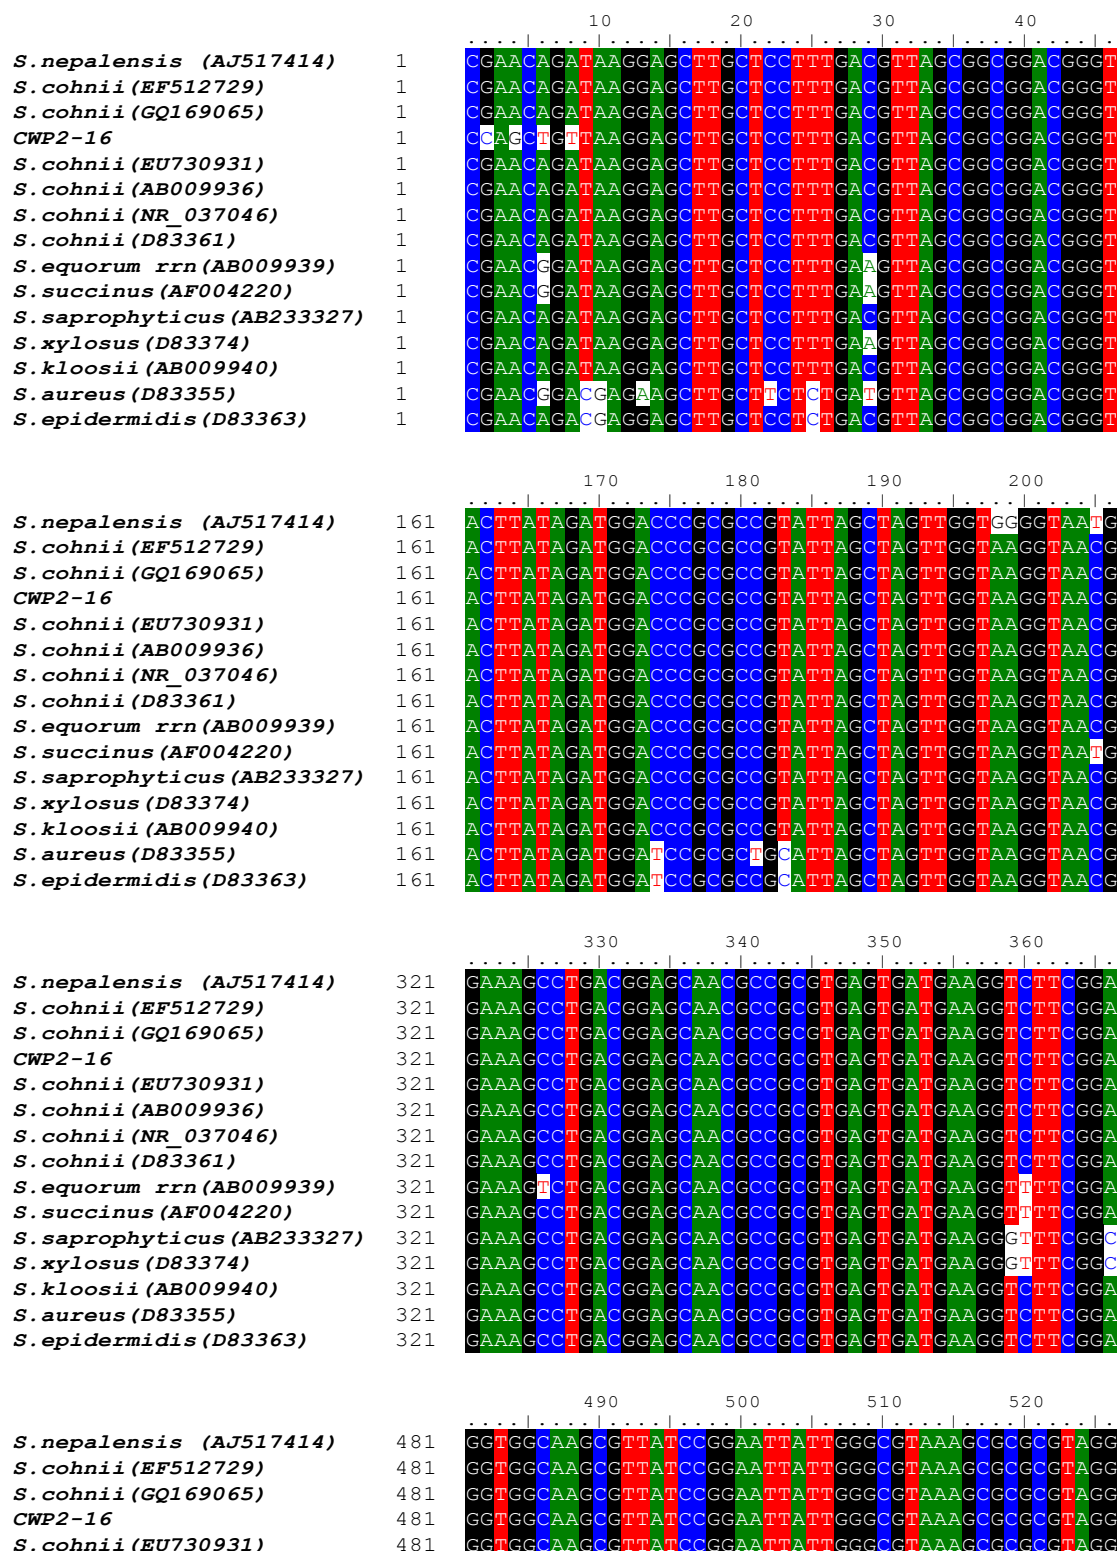 10 20 30 40
S.nepalensis (AJ517414) 1 CGAACAGATAAGGAGCTTGCTCCTTTGACGTTAGCGGCGGACGGGT
S.cohnii(EF512729) 1 CGAACAGATAAGGAGCTTGCTCCTTTGACGTTAGCGGCGGACGGGT
S.cohnii(GQ169065) 1 CGAACAGATAAGGAGCTTGCTCCTTTGACGTTAGCGGCGGACGGGT
CWP2-16 1 CCAGCTGTTAAGGAGCTTGCTCCTTTGACGTTAGCGGCGGACGGGT
S.cohnii(EU730931) 1 CGAACAGATAAGGAGCTTGCTCCTTTGACGTTAGCGGCGGACGGGT
S.cohnii(AB009936) 1 CGAACAGATAAGGAGCTTGCTCCTTTGACGTTAGCGGCGGACGGGT
S.cohnii(NR_037046) 1 CGAACAGATAAGGAGCTTGCTCCTTTGACGTTAGCGGCGGACGGGT
S.cohnii(D83361) 1 CGAACAGATAAGGAGCTTGCTCCTTTGACGTTAGCGGCGGACGGGT
S.equorum rrn(AB009939) 1 CGAACGGATAAGGAGCTTGCTCCTTTGAAGTTAGCGGCGGACGGGT
S.succinus(AF004220) 1 CGAACGGATAAGGAGCTTGCTCCTTTGAAGTTAGCGGCGGACGGGT
S.saprophyticus(AB233327) 1 CGAACAGATAAGGAGCTTGCTCCTTTGACGTTAGCGGCGGACGGGT
S.xylosus(D83374) 1 CGAACAGATAAGGAGCTTGCTCCTTTGAAGTTAGCGGCGGACGGGT
S.kloosii(AB009940) 1 CGAACAGATAAGGAGCTTGCTCCTTTGACGTTAGCGGCGGACGGGT
S.aureus(D83355) 1 CGAACGGACGAGAAGCTTGCTTCTCTGATGTTAGCGGCGGACGGGT
S.epidermidis(D83363) 1 CGAACAGACGAGGAGCTTGCTCCTCTGACGTTAGCGGCGGACGGGT
170 180 190 200
S.nepalensis (AJ517414) 161 ACTTATAGATGGACCCGCGCCGTATTAGCTAGTTGGTGGGGTAATG
S.cohnii(EF512729) 161 ACTTATAGATGGACCCGCGCCGTATTAGCTAGTTGGTAAGGTAACG
S.cohnii(GQ169065) 161 ACTTATAGATGGACCCGCGCCGTATTAGCTAGTTGGTAAGGTAACG
CWP2-16 161 ACTTATAGATGGACCCGCGCCGTATTAGCTAGTTGGTAAGGTAACG
S.cohnii(EU730931) 161 ACTTATAGATGGACCCGCGCCGTATTAGCTAGTTGGTAAGGTAACG
S.cohnii(AB009936) 161 ACTTATAGATGGACCCGCGCCGTATTAGCTAGTTGGTAAGGTAACG
S.cohnii(NR_037046) 161 ACTTATAGATGGACCCGCGCCGTATTAGCTAGTTGGTAAGGTAACG
S.cohnii(D83361) 161 ACTTATAGATGGACCCGCGCCGTATTAGCTAGTTGGTAAGGTAACG
S.equorum rrn(AB009939) 161 ACTTATAGATGGACCCGCGCCGTATTAGCTAGTTGGTAAGGTAACG
S.succinus(AF004220) 161 ACTTATAGATGGACCCGCGCCGTATTAGCTAGTTGGTAAGGTAATG
S.saprophyticus(AB233327) 161 ACTTATAGATGGACCCGCGCCGTATTAGCTAGTTGGTAAGGTAACG
S.xylosus(D83374) 161 ACTTATAGATGGACCCGCGCCGTATTAGCTAGTTGGTAAGGTAACG
S.kloosii(AB009940) 161 ACTTATAGATGGACCCGCGCCGTATTAGCTAGTTGGTAAGGTAACG
S.aureus(D83355) 161 ACTTATAGATGGATCCGCGCTGCATTAGCTAGTTGGTAAGGTAACG
S.epidermidis(D83363) 161 ACTTATAGATGGATCCGCGCCGCATTAGCTAGTTGGTAAGGTAACG
330 340 350 360
S.nepalensis (AJ517414) 321 GAAAGCCTGACGGAGCAACGCCGCGTGAGTGATGAAGGTCTTCGGA
S.cohnii(EF512729) 321 GAAAGCCTGACGGAGCAACGCCGCGTGAGTGATGAAGGTCTTCGGA
S.cohnii(GQ169065) 321 GAAAGCCTGACGGAGCAACGCCGCGTGAGTGATGAAGGTCTTCGGA
CWP2-16 321 GAAAGCCTGACGGAGCAACGCCGCGTGAGTGATGAAGGTCTTCGGA
S.cohnii(EU730931) 321 GAAAGCCTGACGGAGCAACGCCGCGTGAGTGATGAAGGTCTTCGGA
S.cohnii(AB009936) 321 GAAAGCCTGACGGAGCAACGCCGCGTGAGTGATGAAGGTCTTCGGA
S.cohnii(NR_037046) 321 GAAAGCCTGACGGAGCAACGCCGCGTGAGTGATGAAGGTCTTCGGA
S.cohnii(D83361) 321 GAAAGCCTGACGGAGCAACGCCGCGTGAGTGATGAAGGTCTTCGGA
S.equorum rrn(AB009939) 321 GAAAGTCTGACGGAGCAACGCCGCGTGAGTGATGAAGGTTTTCGGA
S.succinus(AF004220) 321 GAAAGCCTGACGGAGCAACGCCGCGTGAGTGATGAAGGTTTTCGGA
S.saprophyticus(AB233327) 321 GAAAGCCTGACGGAGCAACGCCGCGTGAGTGATGAAGGGTTTCGGC
S.xylosus(D83374) 321 GAAAGCCTGACGGAGCAACGCCGCGTGAGTGATGAAGGGTTTCGGC
S.kloosii(AB009940) 321 GAAAGCCTGACGGAGCAACGCCGCGTGAGTGATGAAGGTCTTCGGA
S.aureus(D83355) 321 GAAAGCCTGACGGAGCAACGCCGCGTGAGTGATGAAGGTCTTCGGA
S.epidermidis(D83363) 321 GAAAGCCTGACGGAGCAACGCCGCGTGAGTGATGAAGGTCTTCGGA
490 500 510 520
S.nepalensis (AJ517414) 481 GGTGGCAAGCGTTATCCGGAATTATTGGGCGTAAAGCGCGCGTAGG
S.cohnii(EF512729) 481 GGTGGCAAGCGTTATCCGGAATTATTGGGCGTAAAGCGCGCGTAGG
S.cohnii(GQ169065) 481 GGTGGCAAGCGTTATCCGGAATTATTGGGCGTAAAGCGCGCGTAGG
CWP2-16 481 GGTGGCAAGCGTTATCCGGAATTATTGGGCGTAAAGCGCGCGTAGG
S.cohnii(EU730931) 481 GGTGGCAAGCGTTATCCGGAATTATTGGGCGTAAAGCGCGCGTAGG